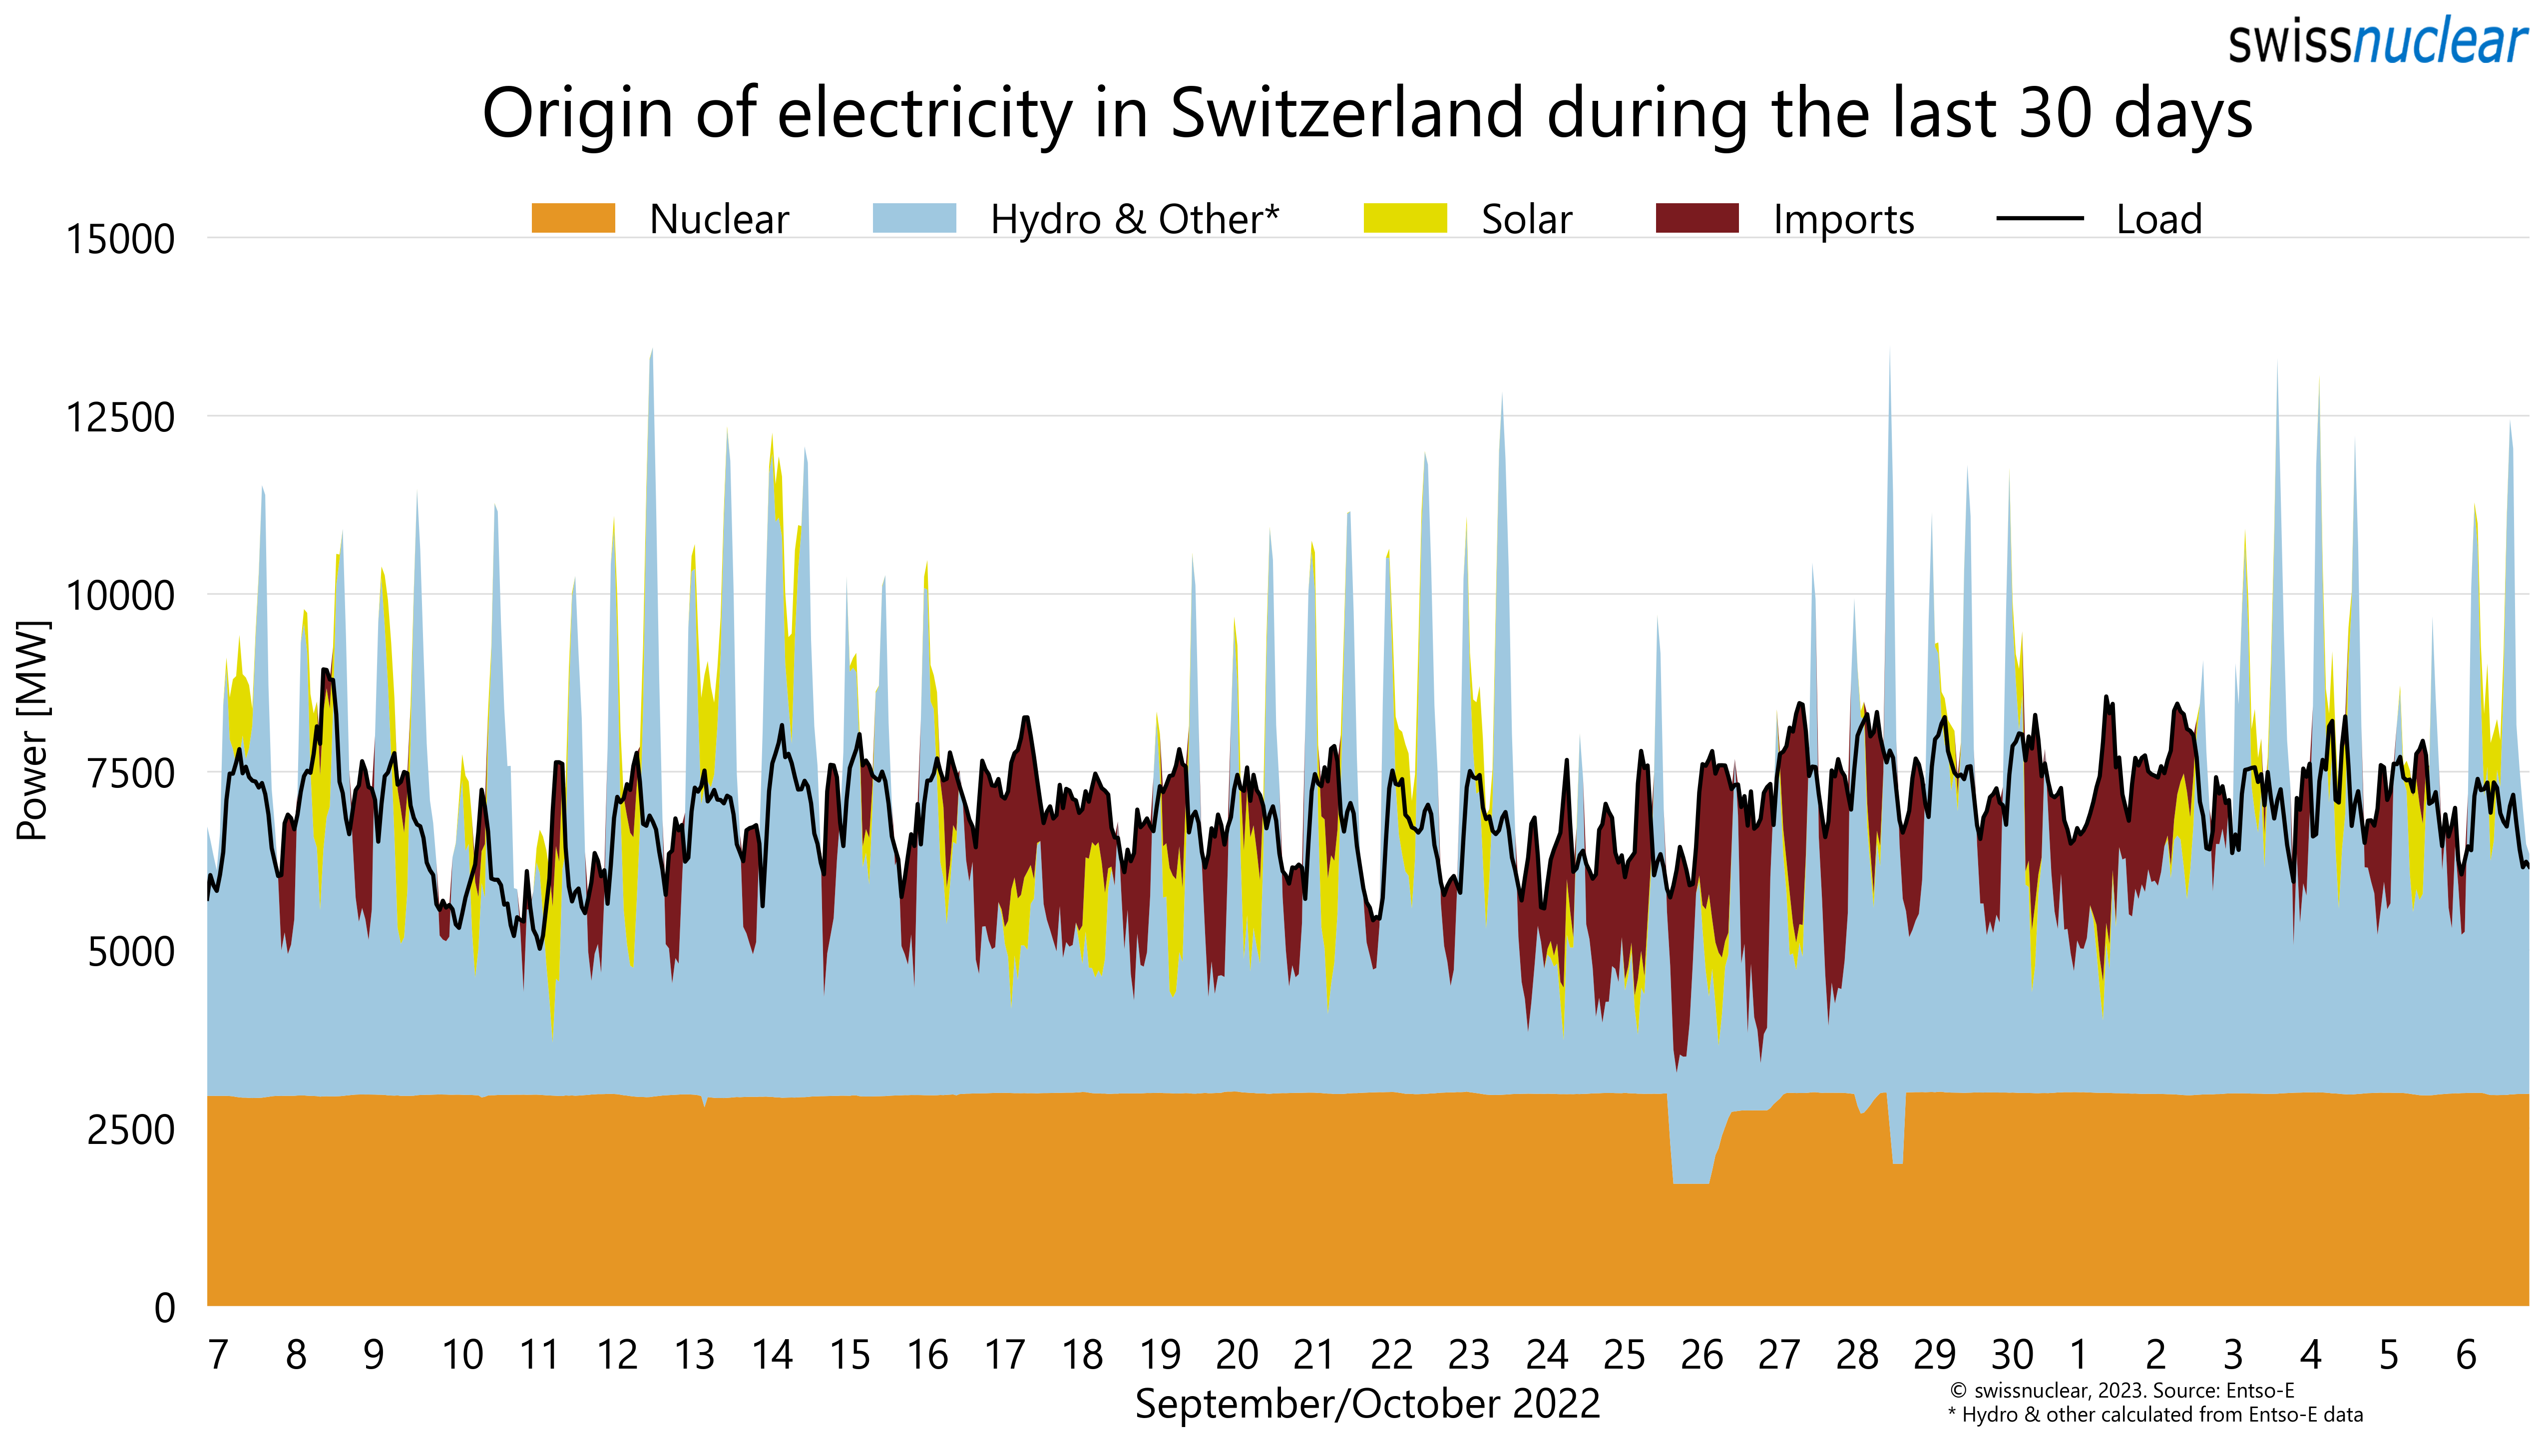 swissnuclear
Origin of electricity in Switzerland during the last 30 days
Nuclear Hydro & Other* Solar Imports Load
15000
12500
10000
7500
5000
2500
0
Power [MW]
7 8 9 10 11 12 13 14 15 16 17 18 19 20 21 22 23 24 25 26 27 28 29 30 1 2 3 4 5 6
September/October 2022
© swissnuclear, 2023. Source: Entso-E
* Hydro & other calculated from Entso-E data